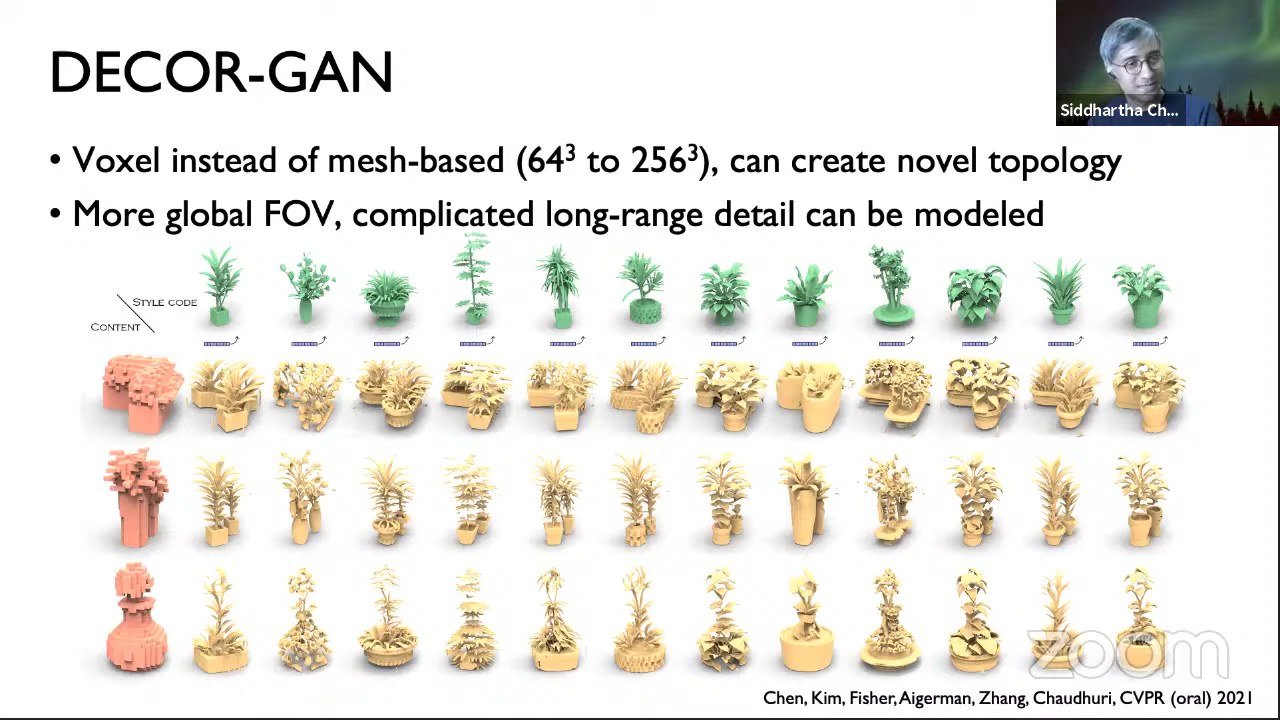 DECOR-GAN
Siddhartha Ch...
• Voxel instead of mesh-based (64³ to 256³), can create novel topology
• More global FOV, complicated long-range detail can be modeled
STYLE CODE
CONTENT
zoom
Chen, Kim, Fisher, Aigerman, Zhang, Chaudhuri, CVPR (oral) 2021